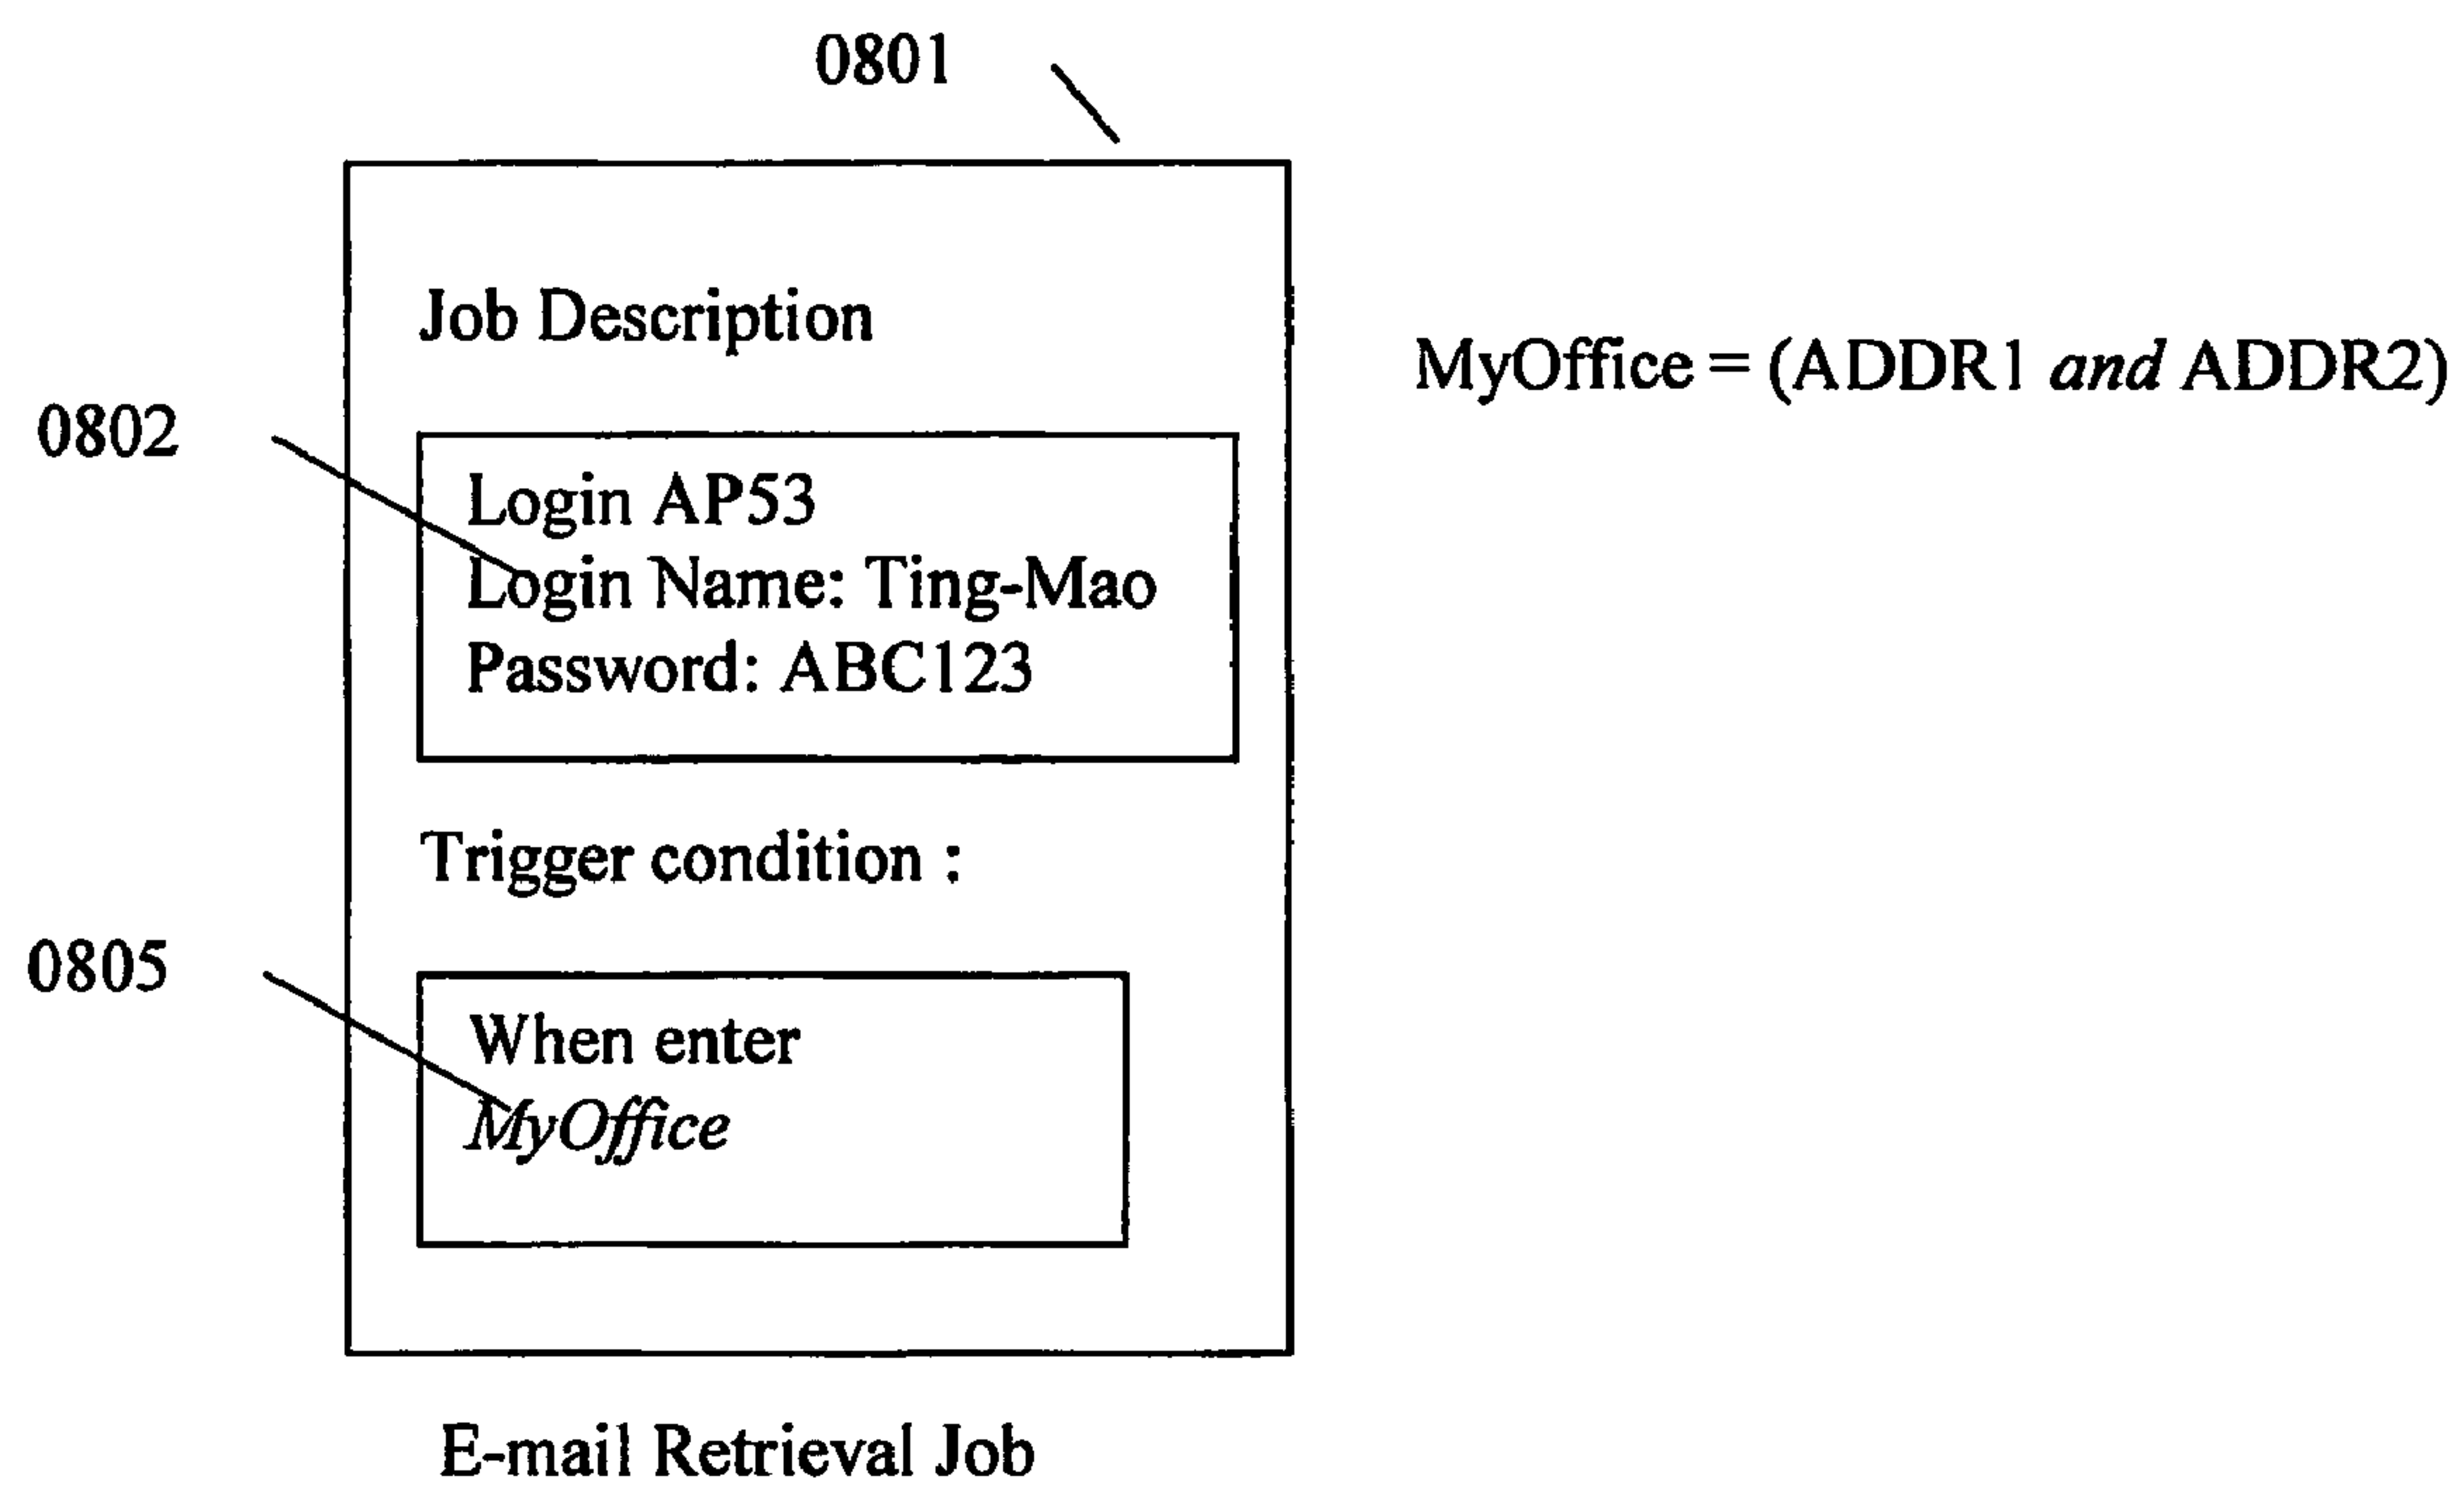 0801
Job Description
MyOffice = (ADDR1 and ADDR2)
0802
Login AP53
Login Name: Ting-Mao
Password: ABC123
Trigger condition :
0805
When enter
MyOffice
E-mail Retrieval Job